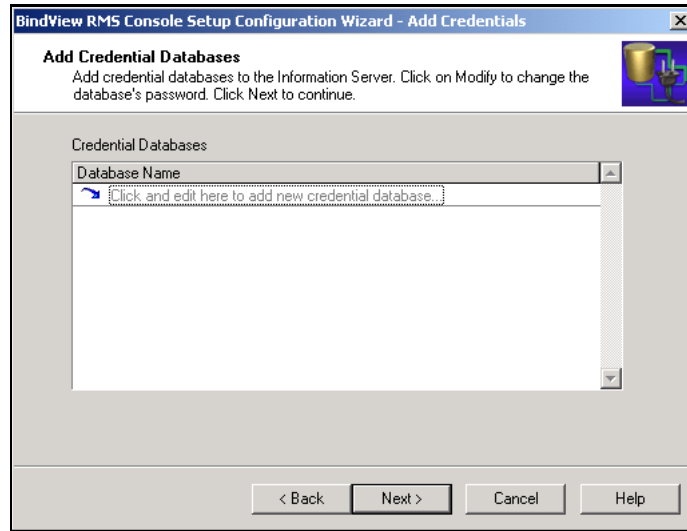 BindView RMS Console Setup Configuration Wizard - Add Credentials
Add Credential Databases
Add credential databases to the Information Server. Click on Modify to change the
database's password. Click Next to continue.
Credential Databases
Database Name
Click and edit here to add new credential database...
< Back
Next >
Cancel
Help